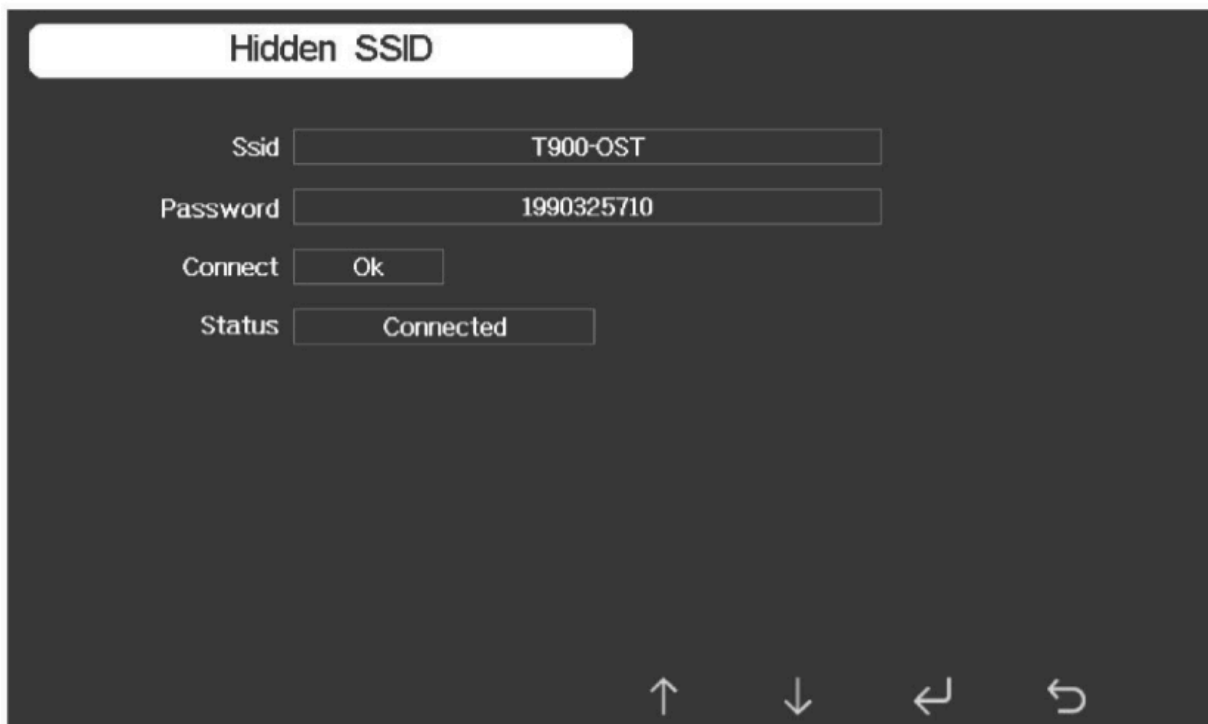 Hidden SSID
Ssid T900-OST
Password 1990325710
Connect Ok
Status Connected